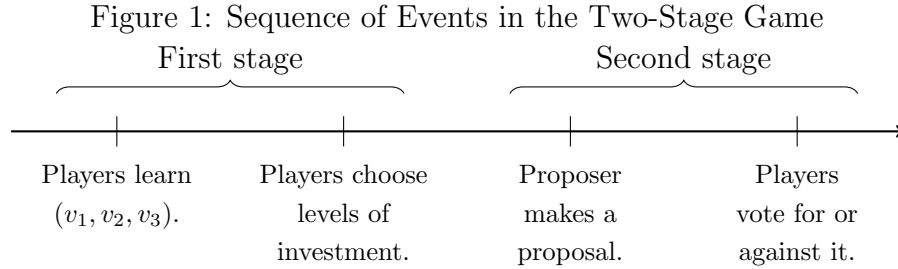 Figure 1: Sequence of Events in the Two-Stage Game
First stage
Second stage
Players learn
(v₁, v₂, v₃).
Players choose
levels of
investment.
Proposer
makes a
proposal.
Players
vote for or
against it.